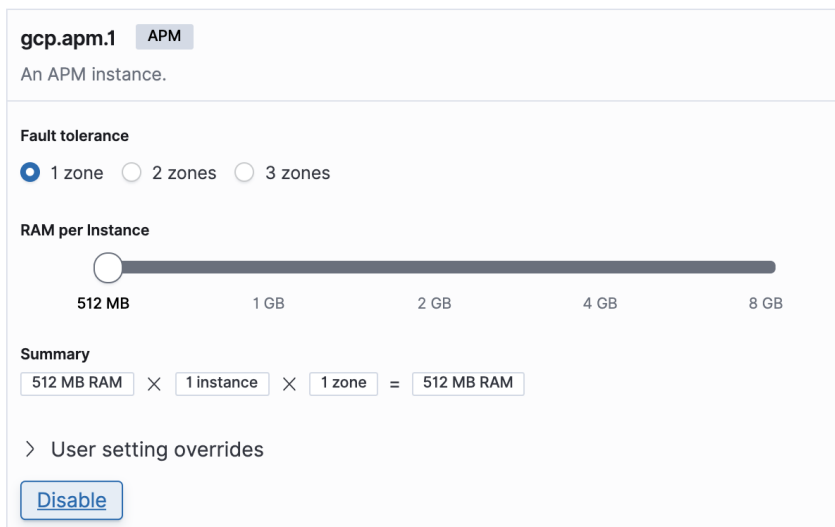 gcp.apm.1 APM
An APM instance.
Fault tolerance
1 zone 2 zones 3 zones
RAM per Instance
512 MB 1 GB 2 GB 4 GB 8 GB
Summary
512 MB RAM × 1 instance × 1 zone = 512 MB RAM
User setting overrides
Disable